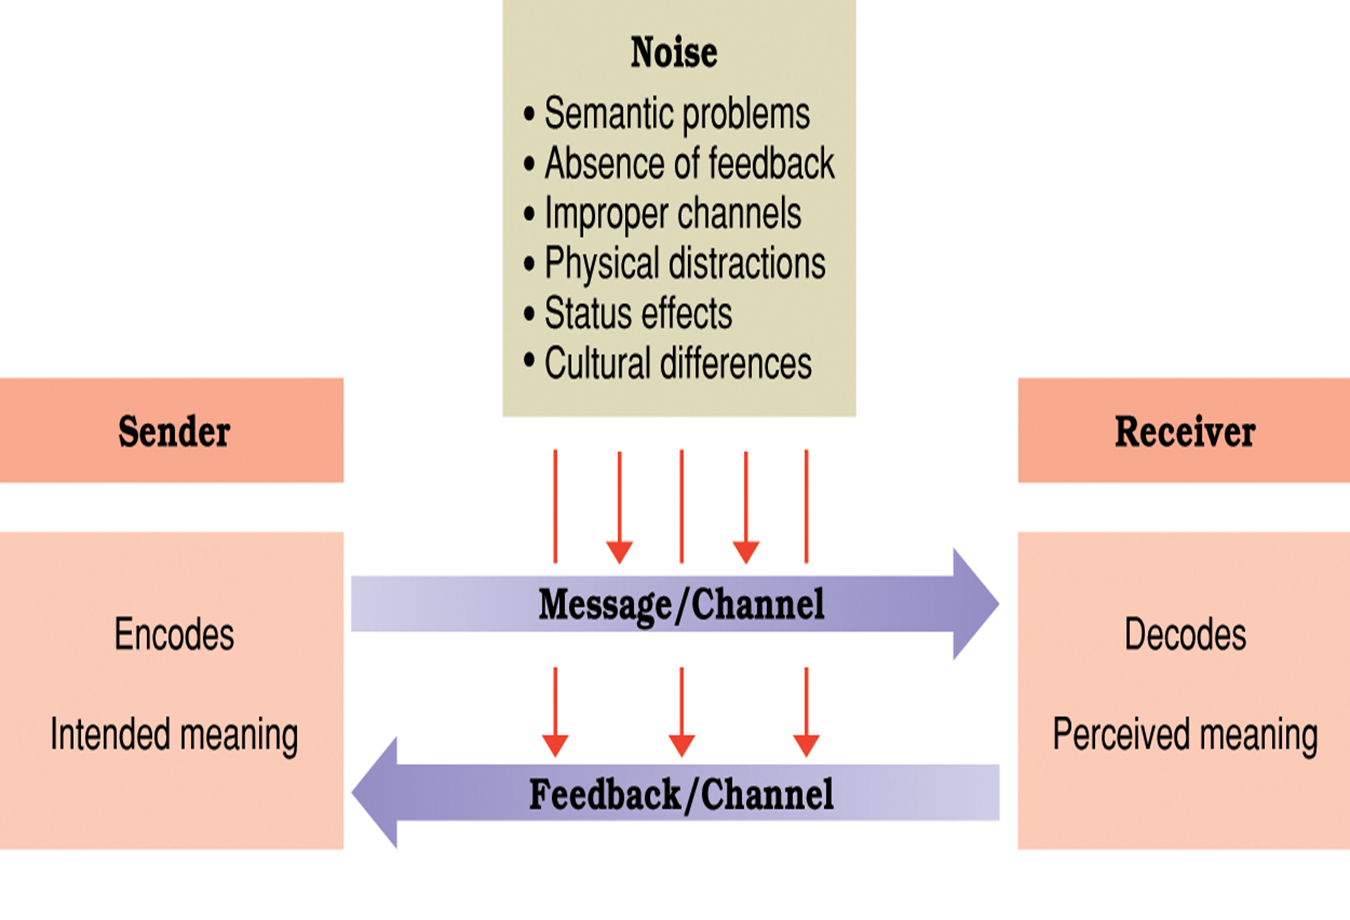 Noise
• Semantic problems
• Absence of feedback
• Improper channels
• Physical distractions
• Status effects
• Cultural differences
Sender
Receiver
Message/Channel
Encodes
Decodes
Intended meaning
Perceived meaning
Feedback/Channel